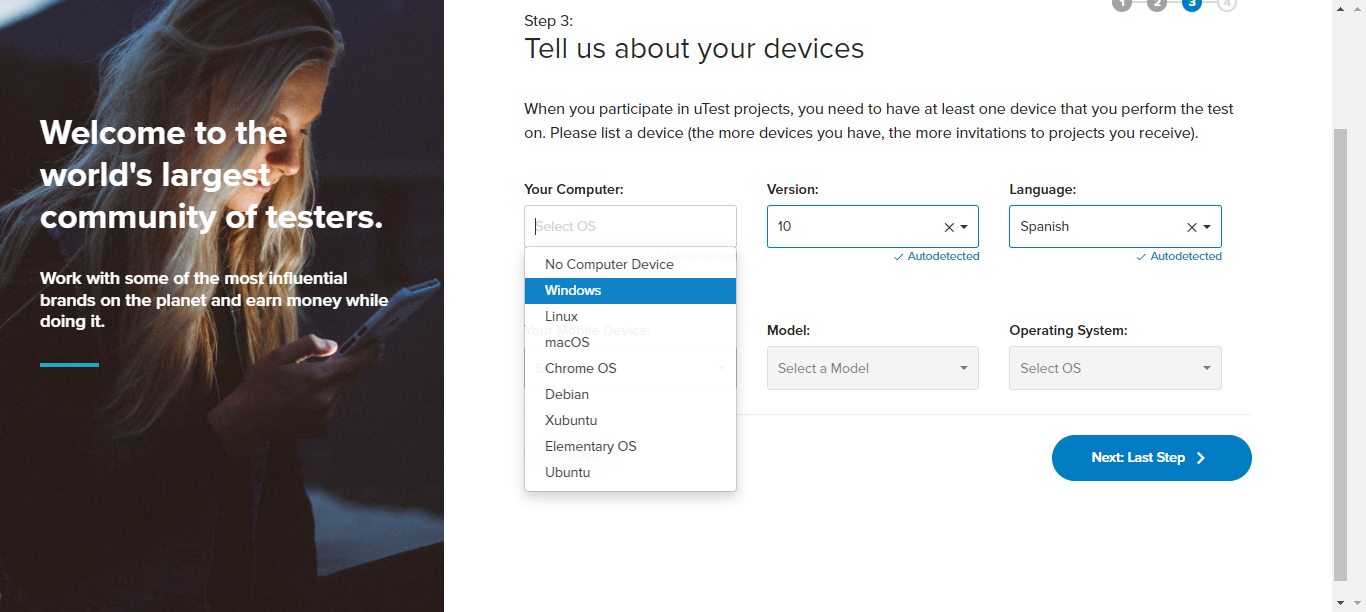 Welcome to the
world's largest
community of testers.
Work with some of the most influential
brands on the planet and earn money while
doing it.
1 2 3 4
Step 3:
Tell us about your devices
When you participate in uTest projects, you need to have at least one device that you perform the test
on. Please list a device (the more devices you have, the more invitations to projects you receive).
Your Computer:
Select OS
Autodetected
No Computer Device
Windows
Linux
macOS
Chrome OS
Debian
Xubuntu
Elementary OS
Ubuntu
Version:
10
Autodetected
Language:
Spanish
Autodetected
Your Mobile Device:
Model:
Select a Model
Operating System:
Select OS
Next: Last Step